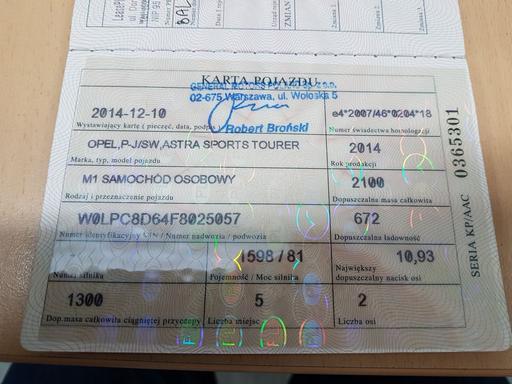 KARTA POJAZDU
GENERAL MOTORS POLAND Sp. z o.o.
02-675 Warszawa, ul. Wołoska 5
2014-12-10
e4*2007/46*0204*18
Wystawiający kartę ( pieczęć, data, podpis
Robert Broński
Numer świadectwa homologacji
OPEL,P-J/SW,ASTRA SPORTS TOURER
2014
Marka, typ, model pojazdu
Rok produkcji
M1 SAMOCHÓD OSOBOWY
2100
Rodzaj i przeznaczenie pojazdu
Dopuszczalna masa całkowita
W0LPC8D64F8025057
672
Numer identyfikacyjny VIN / Numer nadwozia / podwozia
Dopuszczalna ładowność
1598 / 81
10,93
Numer silnika
Pojemność / Moc silnika
Największy
dopuszczalny nacisk osi
1300
5
2
Dop.masa całkowita ciągniętej przyczepy
Liczba miejsc
Liczba osi
SERIA KP/AAC 0365301